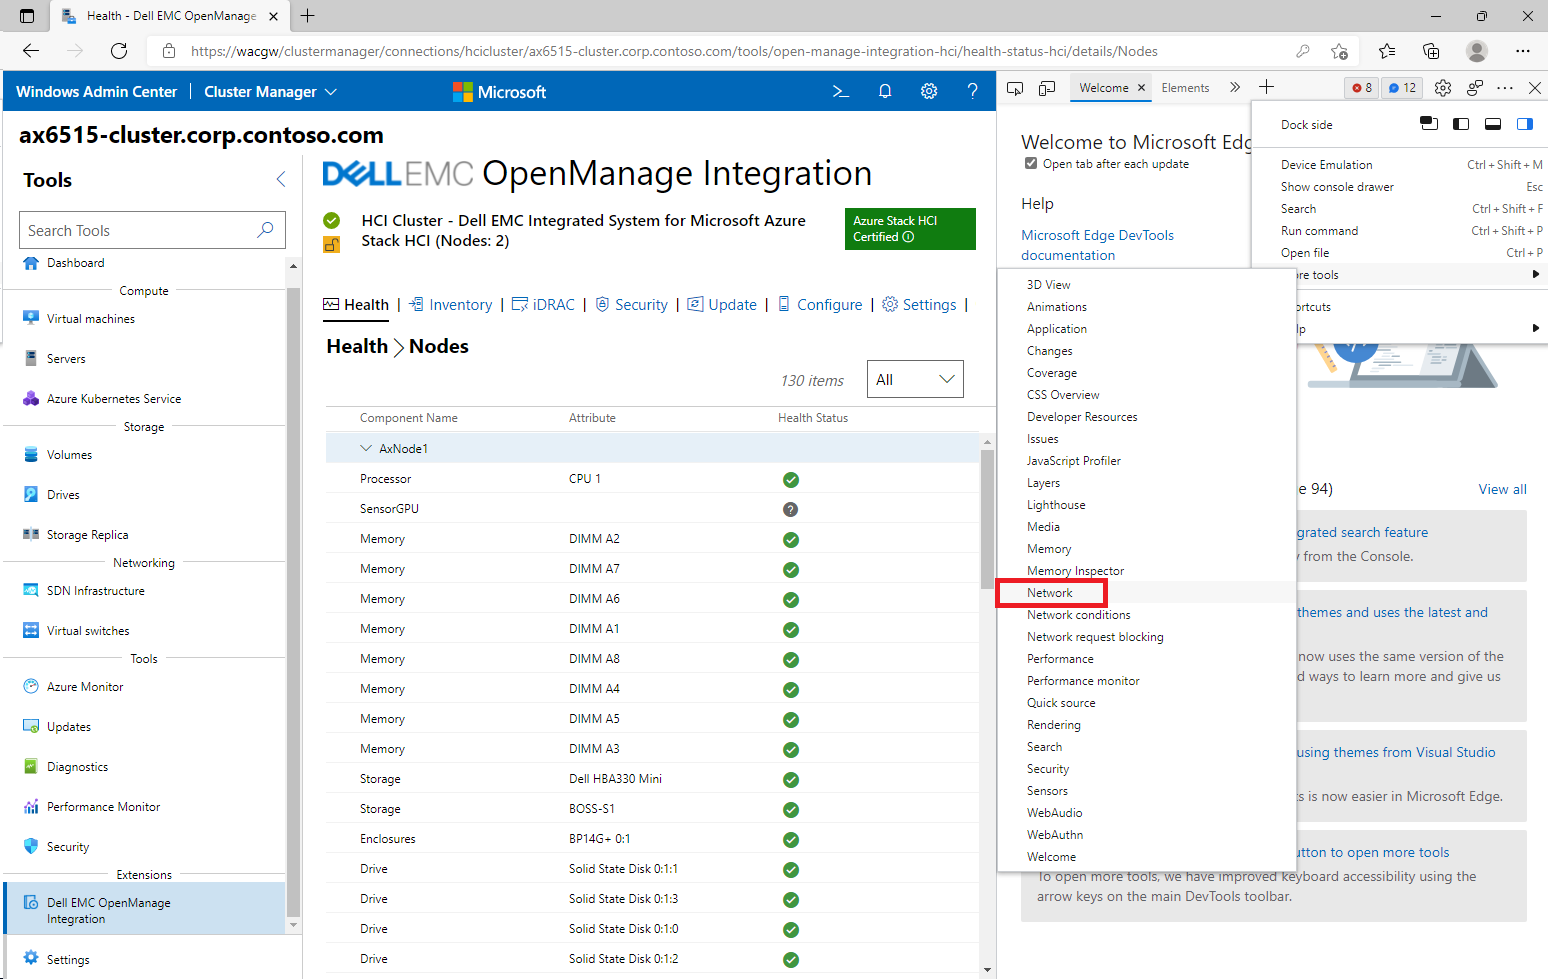 Health - Dell EMC OpenManage
https://wacgw/clustermanager/connections/hcicluster/ax6515-cluster.corp.contoso.com/tools/open-manage-integration-hci/health-status-hci/details/Nodes
Windows Admin Center
Cluster Manager
Microsoft
ax6515-cluster.corp.contoso.com
Tools
Search Tools
Dashboard
Compute
Virtual machines
Servers
Azure Kubernetes Service
Storage
Volumes
Drives
Storage Replica
Networking
SDN Infrastructure
Virtual switches
Tools
Azure Monitor
Updates
Diagnostics
Performance Monitor
Security
Extensions
Dell EMC OpenManage
Integration
Settings
DELLEMC OpenManage Integration
HCI Cluster - Dell EMC Integrated System for Microsoft Azure
Stack HCI (Nodes: 2)
Azure Stack HCI
Certified
Health | Inventory | iDRAC | Security | Update | Configure | Settings |
Health > Nodes
130 items
All
Component Name Attribute Health Status
AxNode1
Processor CPU 1
SensorGPU
Memory DIMM A2
Memory DIMM A7
Memory DIMM A6
Memory DIMM A1
Memory DIMM A8
Memory DIMM A4
Memory DIMM A5
Memory DIMM A3
Storage Dell HBA330 Mini
Storage BOSS-S1
Enclosures BP14G+ 0:1
Drive Solid State Disk 0:1:1
Drive Solid State Disk 0:1:3
Drive Solid State Disk 0:1:0
Drive Solid State Disk 0:1:2
Welcome
Elements
8
12
Welcome to Microsoft Edg
Open tab after each update
Help
Microsoft Edge DevTools
documentation
Dock side
Device Emulation Ctrl + Shift + M
Show console drawer Esc
Search Ctrl + Shift + F
Run command Ctrl + Shift + P
Open file Ctrl + P
ore tools
ortcuts
lp
3D View
Animations
Application
Changes
Coverage
CSS Overview
Developer Resources
Issues
JavaScript Profiler
Layers
Lighthouse
Media
Memory
Memory Inspector
Network
Network conditions
Network request blocking
Performance
Performance monitor
Quick source
Rendering
Search
Security
Sensors
WebAudio
WebAuthn
Welcome
e 94)
View all
grated search feature
y from the Console.
themes and uses the latest and
now uses the same version of the
d ways to learn more and give us
using themes from Visual Studio
s is now easier in Microsoft Edge.
utton to open more tools
To open more tools, we have improved keyboard accessibility using the
arrow keys on the main DevTools toolbar.